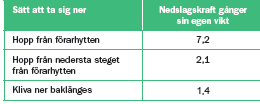 Sätt att ta sig ner
Nedslagskraft gånger
sin egen vikt
Hopp från förarhytten
7,2
Hopp från nedersta steget
från förarhytten
2,1
Kliva ner baklänges
1,4